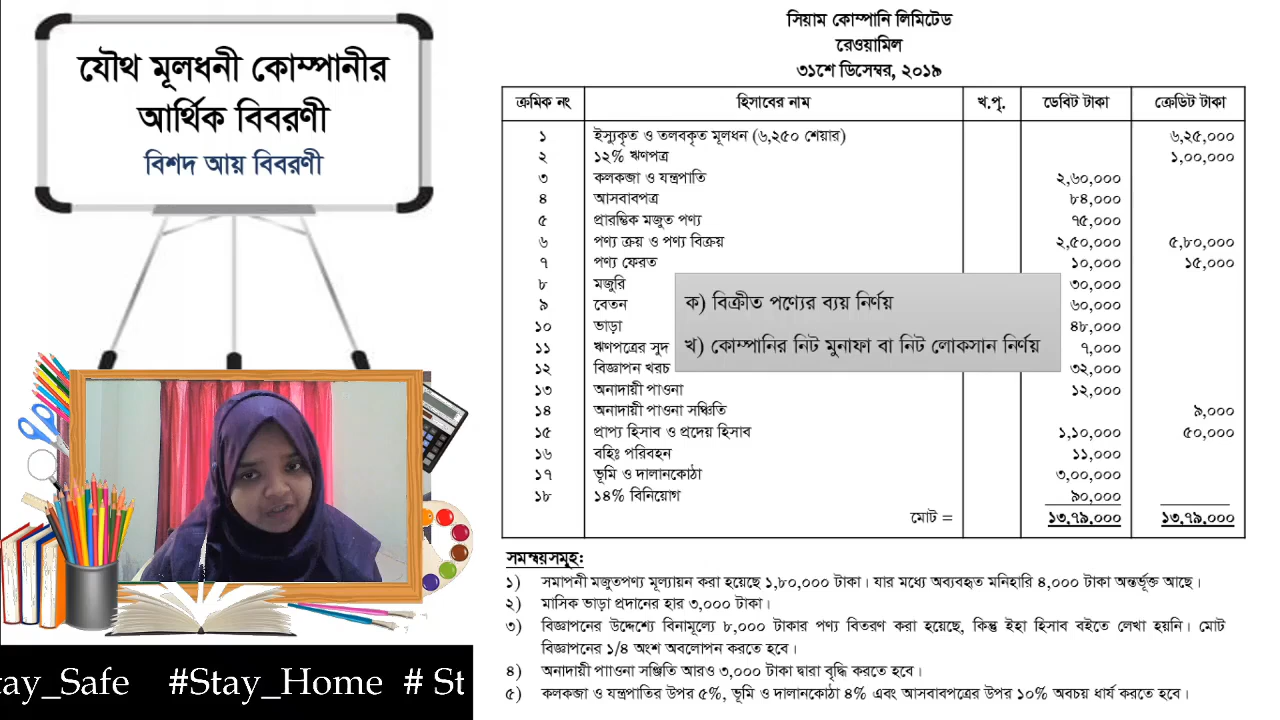 যৌথ মূলধনী কোম্পানীর
আর্থিক বিবরণী
বিশদ আয় বিবরণী
সিয়াম কোম্পানি লিমিটেড
রেওয়ামিল
৩১শে ডিসেম্বর, ২০১৯
ক্রমিক নং হিসাবের নাম খ.পৃ. ডেবিট টাকা ক্রেডিট টাকা
১ ইস্যুকৃত ও তলবকৃত মূলধন (৬,২৫০ শেয়ার) ৬,২৫,০০০
২ ১২% ঋণপত্র ১,০০,০০০
৩ কলকজা ও যন্ত্রপাতি ২,৬০,০০০
৪ আসবাবপত্র ৮৪,০০০
৫ প্রারম্ভিক মজুত পণ্য ৭৫,০০০
৬ পণ্য ক্রয় ও পণ্য বিক্রয় ২,৫০,০০০ ৫,৮০,০০০
৭ পণ্য ফেরত ১০,০০০ ১৫,০০০
৮ মজুরি ৩০,০০০
৯ বেতন ৬০,০০০
১০ ভাড়া ৪৮,০০০
১১ ঋণপত্রের সুদ ৭,০০০
১২ বিজ্ঞাপন খরচ ৩২,০০০
১৩ অনাদায়ী পাওনা ১২,০০০
১৪ অনাদায়ী পাওনা সঞ্চিতি ৯,০০০
১৫ প্রাপ্য হিসাব ও প্রদেয় হিসাব ১,১০,০০০ ৫০,০০০
১৬ বহিঃ পরিবহন ১১,০০০
১৭ ভূমি ও দালানকোঠা ৩,০০,০০০
১৮ ১৪% বিনিয়োগ ৯০,০০০
মোট = ১৩,৭৯,০০০ ১৩,৭৯,০০০
ক) বিক্রীত পণ্যের ব্যয় নির্ণয়
খ) কোম্পানির নিট মুনাফা বা নিট লোকসান নির্ণয়
সমন্বয়সমূহ:
১) সমাপনী মজুতপণ্য মূল্যায়ন করা হয়েছে ১,৮০,০০০ টাকা। যার মধ্যে অব্যবহৃত মনিহারি ৪,০০০ টাকা অন্তর্ভূক্ত আছে।
২) মাসিক ভাড়া প্রদানের হার ৩,০০০ টাকা।
৩) বিজ্ঞাপনের উদ্দেশ্যে বিনামূল্যে ৮,০০০ টাকার পণ্য বিতরণ করা হয়েছে, কিন্তু ইহা হিসাব বইতে লেখা হয়নি। মোট
বিজ্ঞাপনের ১/৪ অংশ অবলোপন করতে হবে।
৪) অনাদায়ী পাাওনা সঞ্জিতি আরও ৩,০০০ টাকা দ্বারা বৃদ্ধি করতে হবে।
৫) কলকজা ও যন্ত্রপাতির উপর ৫%, ভূমি ও দালানকোঠা ৪% এবং আসবাবপত্রের উপর ১০% অবচয় ধার্য করতে হবে।
tay_Safe #Stay_Home # St